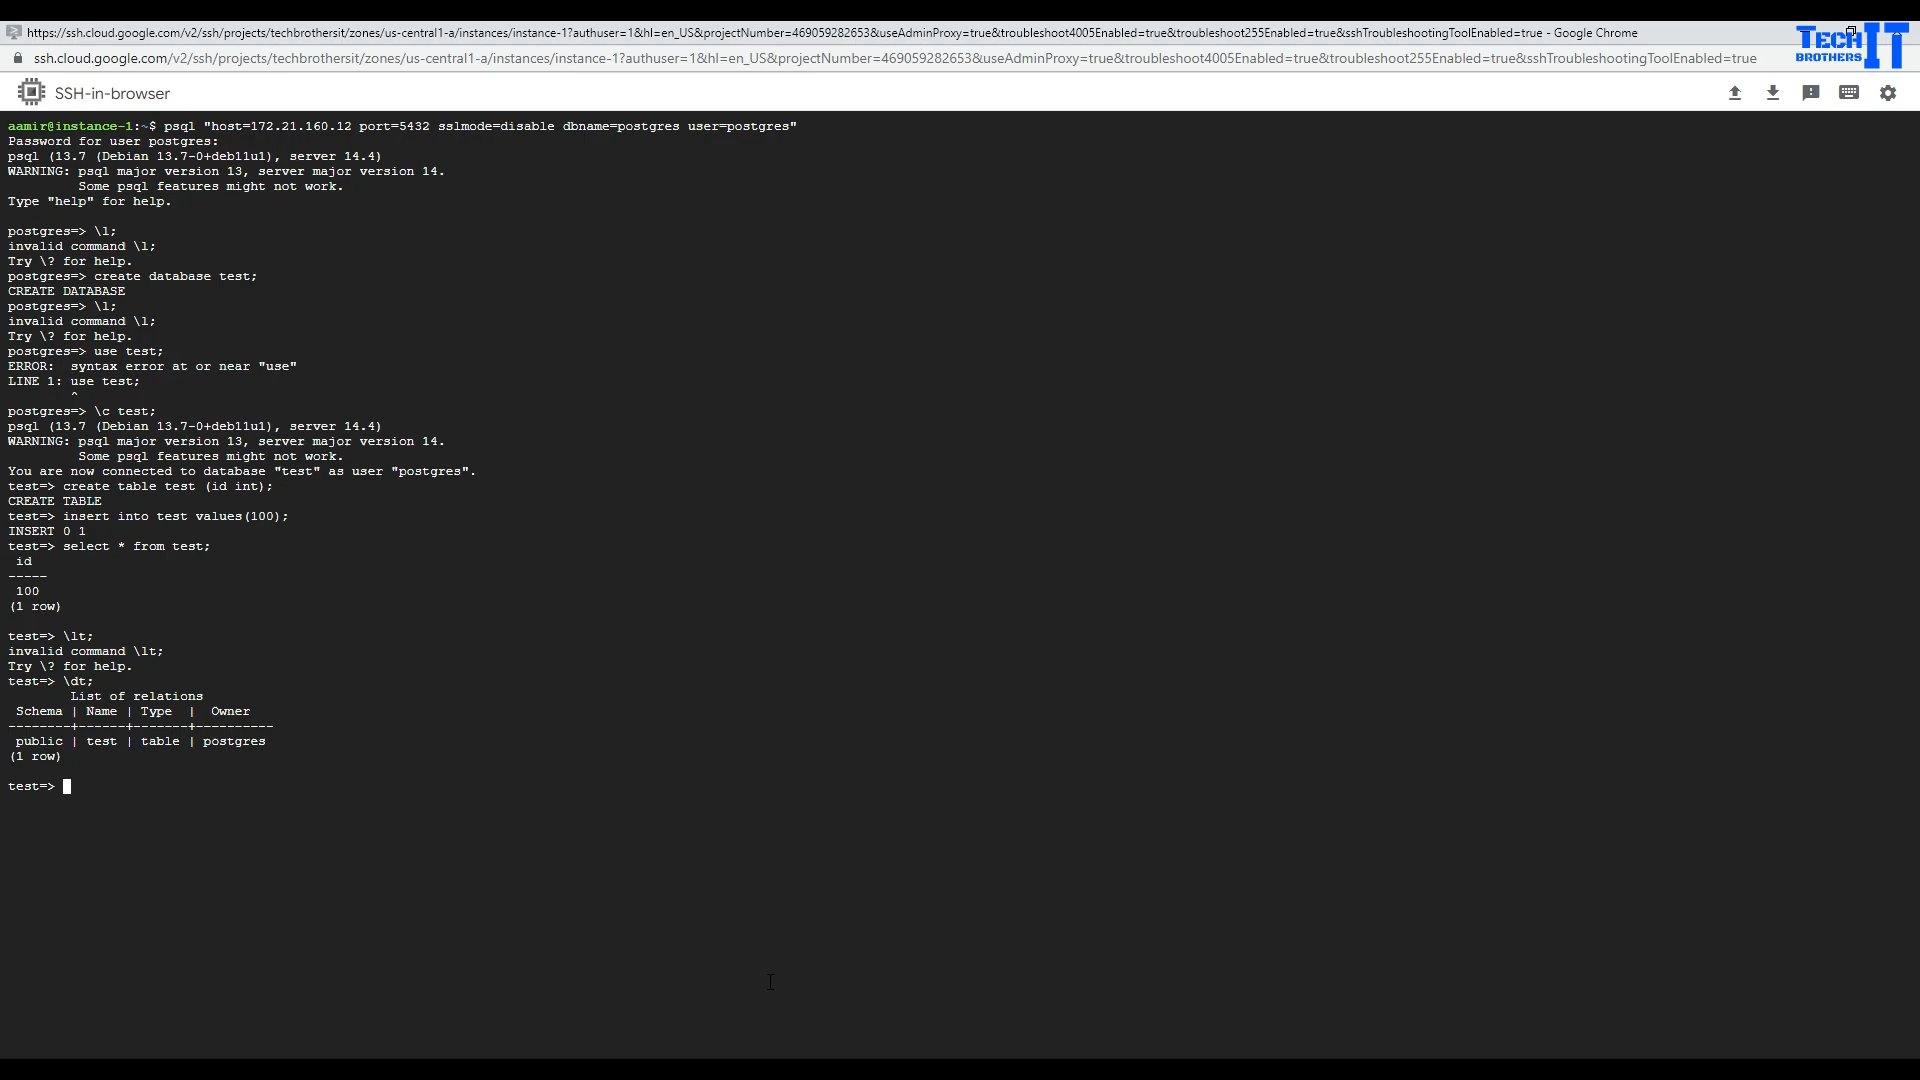 https://ssh.cloud.google.com/v2/ssh/projects/techbrothersit/zones/us-central1-a/instances/instance-1?authuser=1&hl=en_US&projectNumber=469059282653&useAdminProxy=true&troubleshoot4005Enabled=true&troubleshoot255Enabled=true&sshTroubleshootingToolEnabled=true - Google Chrome
TECH IT
BROTHERS
ssh.cloud.google.com/v2/ssh/projects/techbrothersit/zones/us-central1-a/instances/instance-1?authuser=1&hl=en_US&projectNumber=469059282653&useAdminProxy=true&troubleshoot4005Enabled=true&troubleshoot255Enabled=true&sshTroubleshootingToolEnabled=true
SSH-in-browser
aamir@instance-1:~$ psql "host=172.21.160.12 port=5432 sslmode=disable dbname=postgres user=postgres"
Password for user postgres:
psql (13.7 (Debian 13.7-0+deb11u1), server 14.4)
WARNING: psql major version 13, server major version 14.
         Some psql features might not work.
Type "help" for help.

postgres=> \l;
invalid command \l;
Try \? for help.
postgres=> create database test;
CREATE DATABASE
postgres=> \l;
invalid command \l;
Try \? for help.
postgres=> use test;
ERROR:  syntax error at or near "use"
LINE 1: use test;
        ^
postgres=> \c test;
psql (13.7 (Debian 13.7-0+deb11u1), server 14.4)
WARNING: psql major version 13, server major version 14.
         Some psql features might not work.
You are now connected to database "test" as user "postgres".
test=> create table test (id int);
CREATE TABLE
test=> insert into test values(100);
INSERT 0 1
test=> select * from test;
 id
-----
 100
(1 row)

test=> \lt;
invalid command \lt;
Try \? for help.
test=> \dt;
        List of relations
 Schema | Name | Type  |  Owner
--------+------+-------+----------
 public | test | table | postgres
(1 row)

test=>